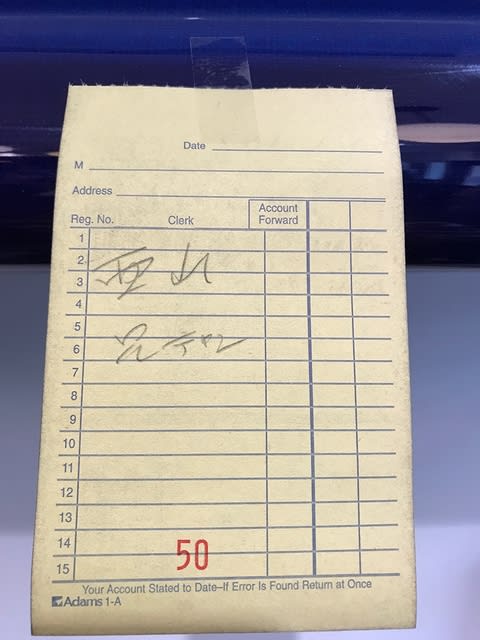 Date
M
Address
Reg. No. Clerk Account Forward
1
2
3
4
5
6
7
8
9
10
11
12
13
14
50
15
Your Account Stated to Date–If Error Is Found Return at Once
Adams 1-A